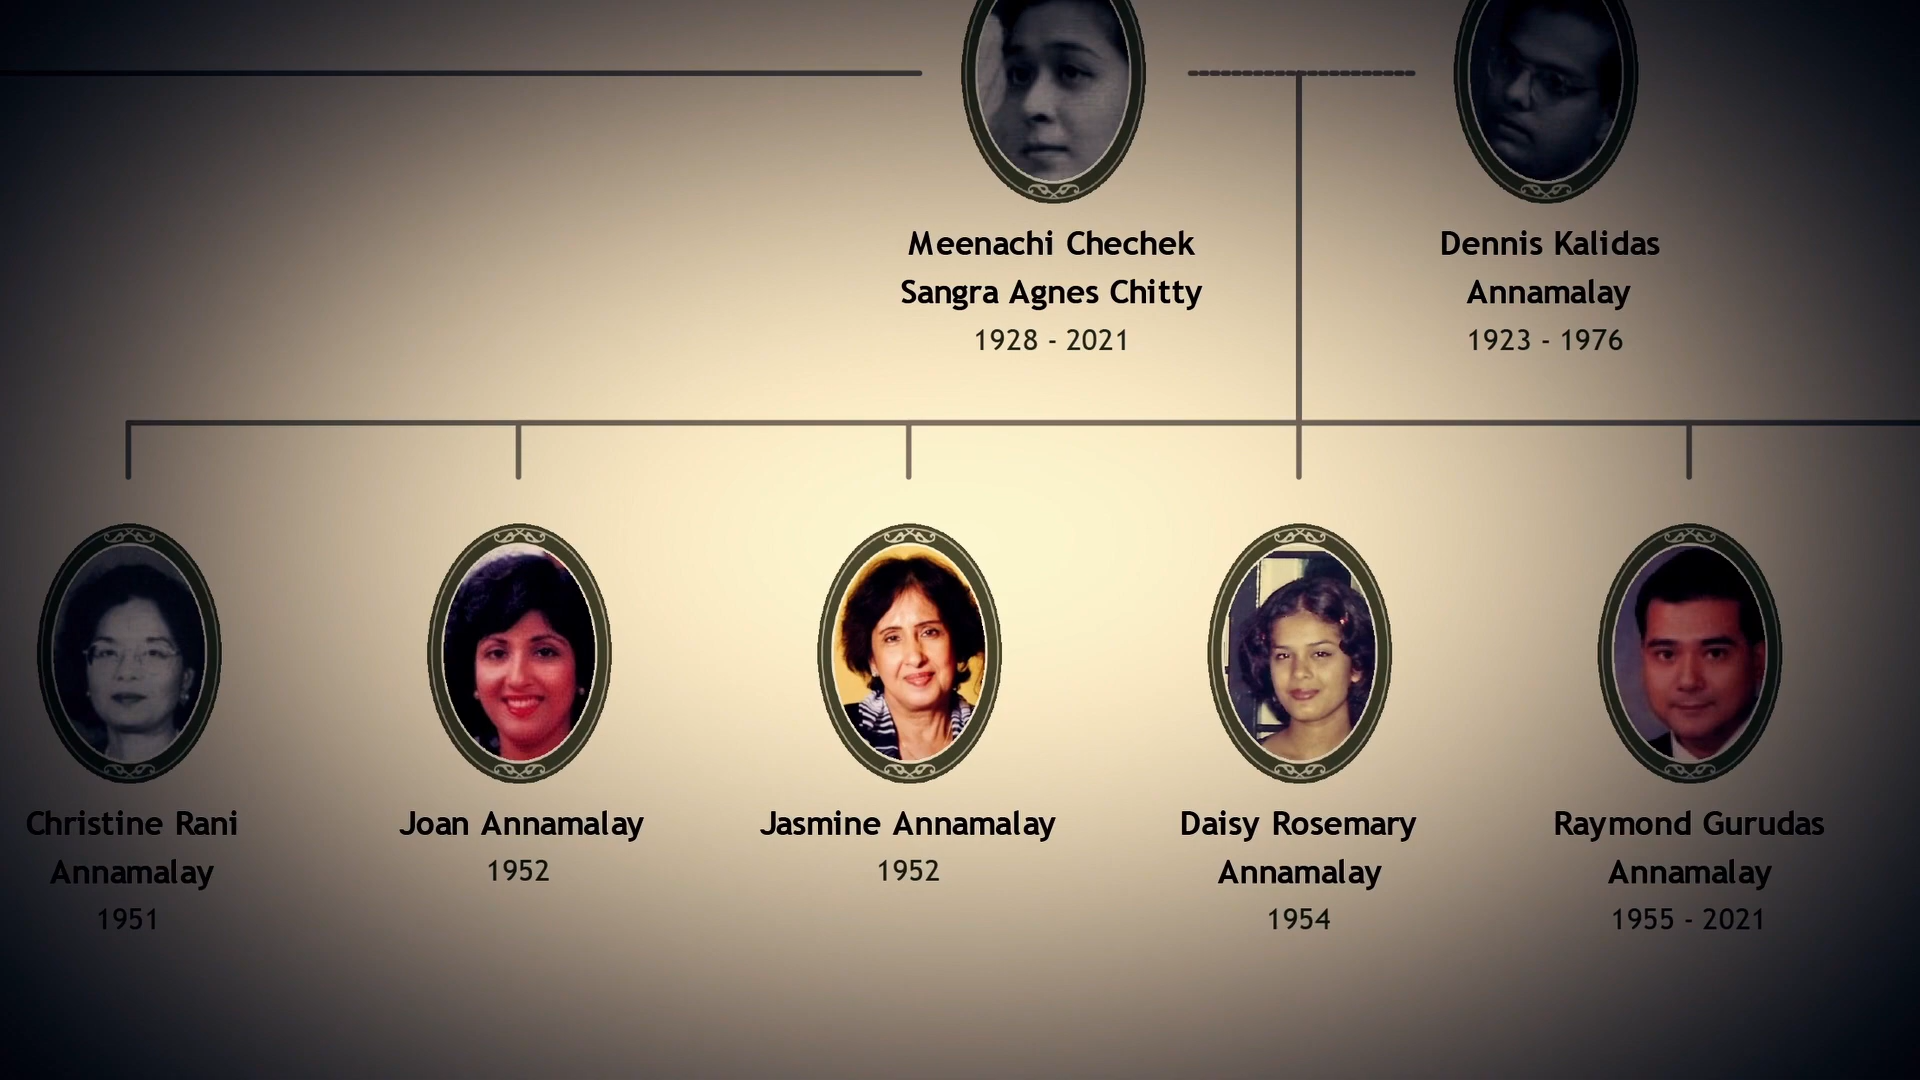 Meenachi Chechek
Sangra Agnes Chitty
1928 - 2021
Dennis Kalidas
Annamalay
1923 - 1976
Christine Rani
Annamalay
1951
Joan Annamalay
1952
Jasmine Annamalay
1952
Daisy Rosemary
Annamalay
1954
Raymond Gurudas
Annamalay
1955 - 2021